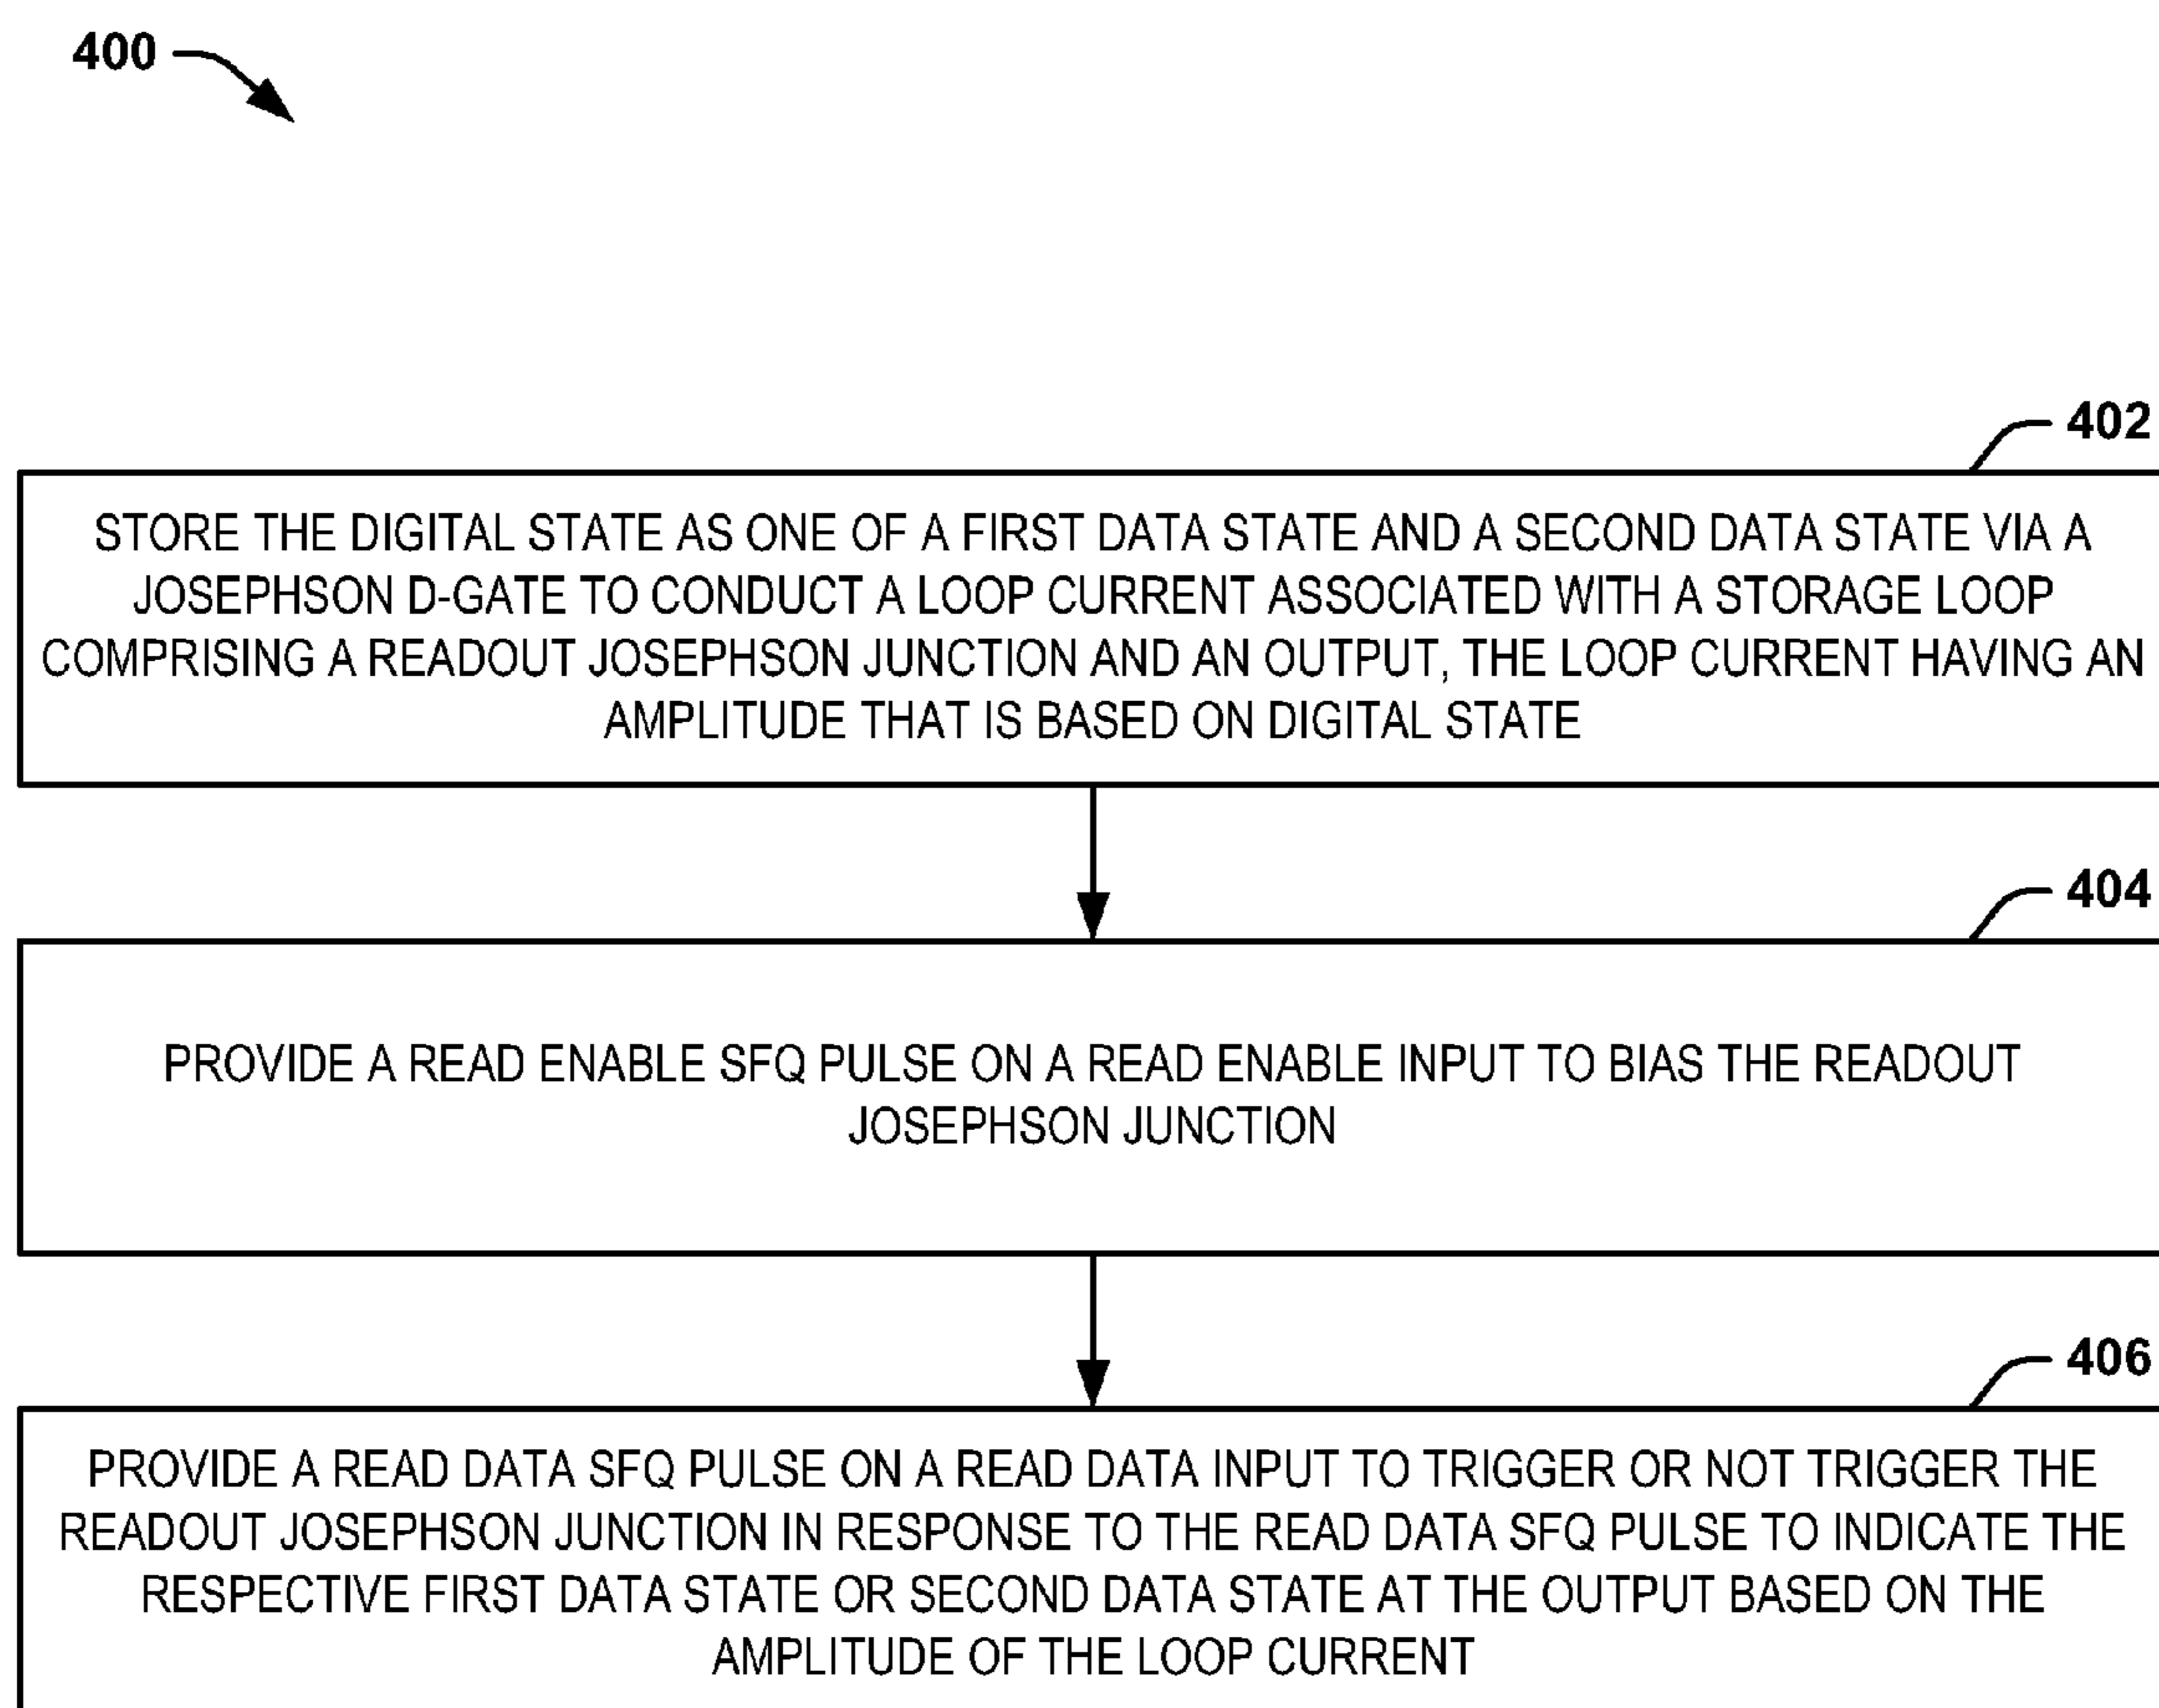 400
402
STORE THE DIGITAL STATE AS ONE OF A FIRST DATA STATE AND A SECOND DATA STATE VIA A
JOSEPHSON D-GATE TO CONDUCT A LOOP CURRENT ASSOCIATED WITH A STORAGE LOOP
COMPRISING A READOUT JOSEPHSON JUNCTION AND AN OUTPUT, THE LOOP CURRENT HAVING AN
AMPLITUDE THAT IS BASED ON DIGITAL STATE
404
PROVIDE A READ ENABLE SFQ PULSE ON A READ ENABLE INPUT TO BIAS THE READOUT
JOSEPHSON JUNCTION
406
PROVIDE A READ DATA SFQ PULSE ON A READ DATA INPUT TO TRIGGER OR NOT TRIGGER THE
READOUT JOSEPHSON JUNCTION IN RESPONSE TO THE READ DATA SFQ PULSE TO INDICATE THE
RESPECTIVE FIRST DATA STATE OR SECOND DATA STATE AT THE OUTPUT BASED ON THE
AMPLITUDE OF THE LOOP CURRENT